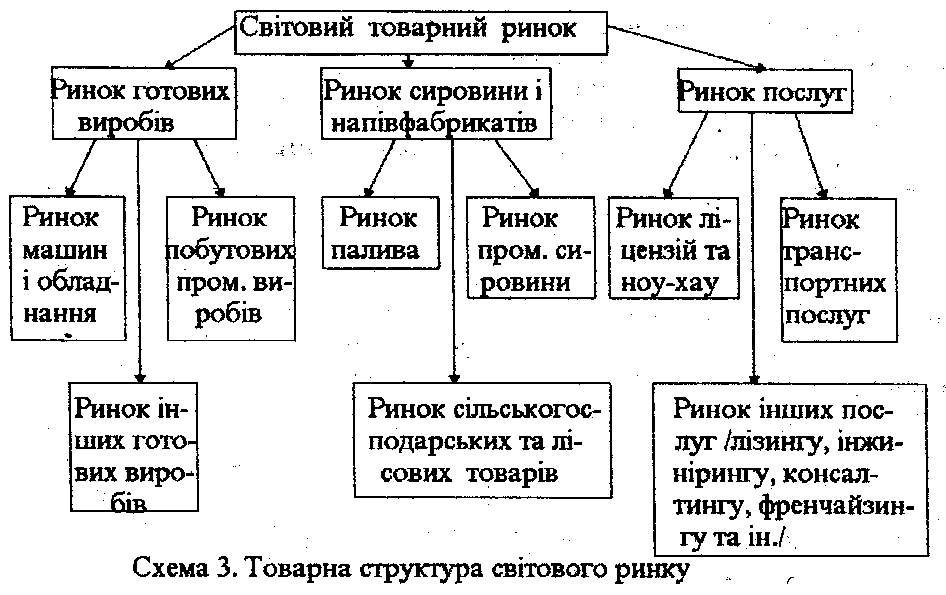 Світовий товарний ринок
Ринок готових
виробів
Ринок сировини і
напівфабрикатів
Ринок послуг
Ринок
машин
і облад-
нання
Ринок
побутових
пром. ви-
робів
Ринок
палива
Ринок
пром. си-
ровини
Ринок лі-
цензій та
ноу-хау
Ринок
транс-
портних
послуг
Ринок ін-
ших гото-
вих виро-
бів
Ринок сільськогос-
подарських та лі-
сових товарів
Ринок інших пос-
луг /лізингу, інжи-
нірингу, консал-
тингу, френчайзин-
гу та ін./
Схема 3. Товарна структура світового ринку